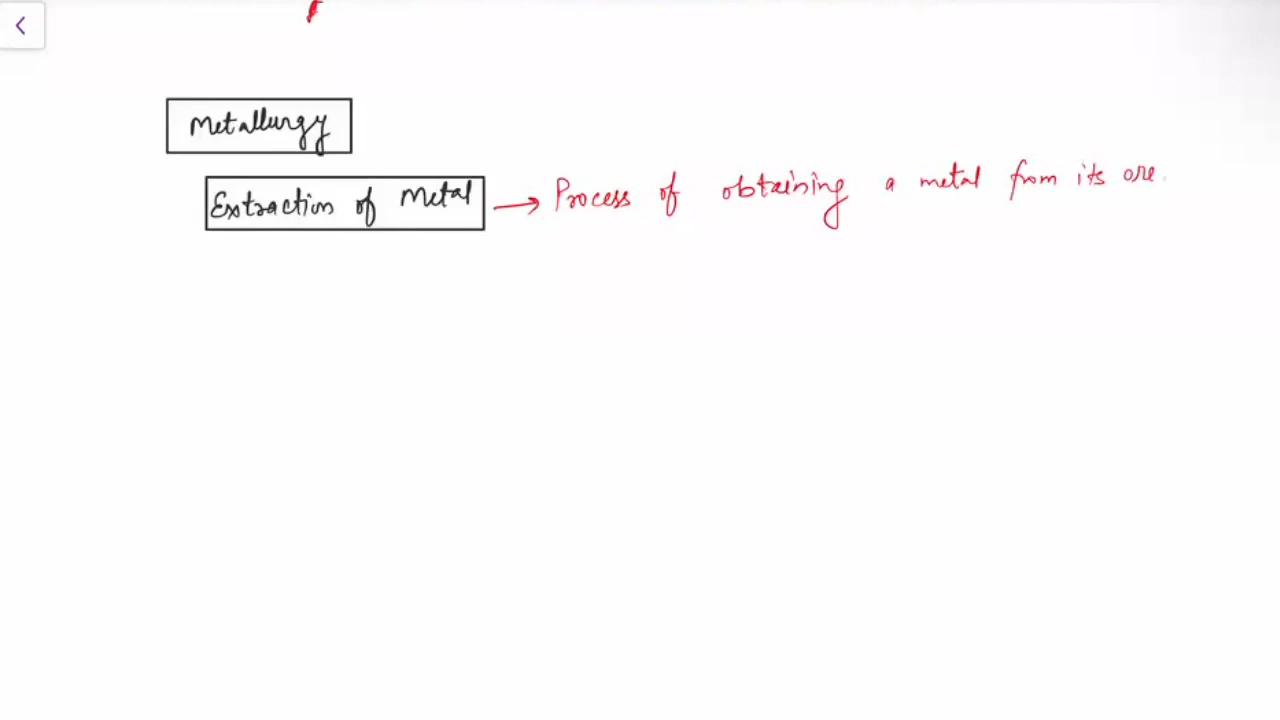 Metallurgy
Extraction of Metal → Process of obtaining a metal from its ore.